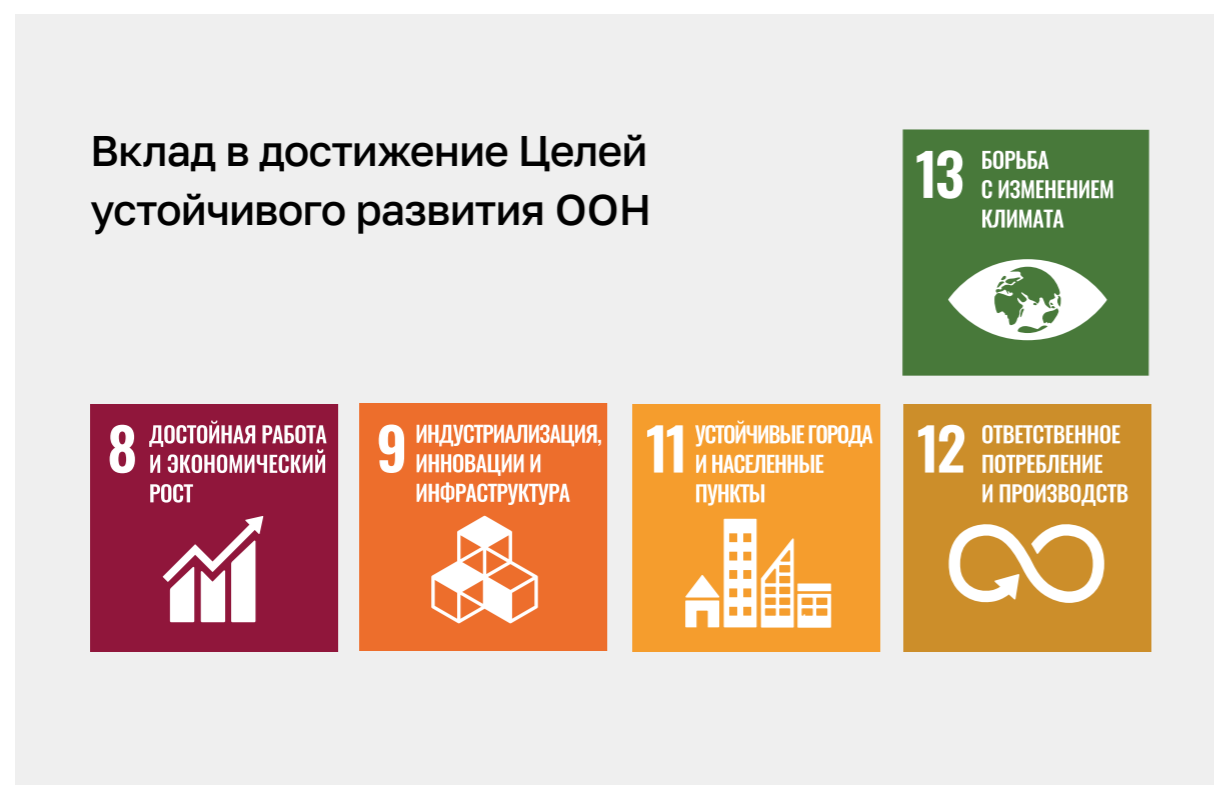 Вклад в достижение Целей
устойчивого развития ООН
13
БОРЬБА
С ИЗМЕНЕНИЕМ
КЛИМАТА
8
ДОСТОЙНАЯ РАБОТА
И ЭКОНОМИЧЕСКИЙ
РОСТ
9
ИНДУСТРИАЛИЗАЦИЯ,
ИННОВАЦИИ И
ИНФРАСТРУКТУРА
11
УСТОЙЧИВЫЕ ГОРОДА
И НАСЕЛЕННЫЕ
ПУНКТЫ
12
ОТВЕТСТВЕННОЕ
ПОТРЕБЛЕНИЕ
И ПРОИЗВОДСТВ